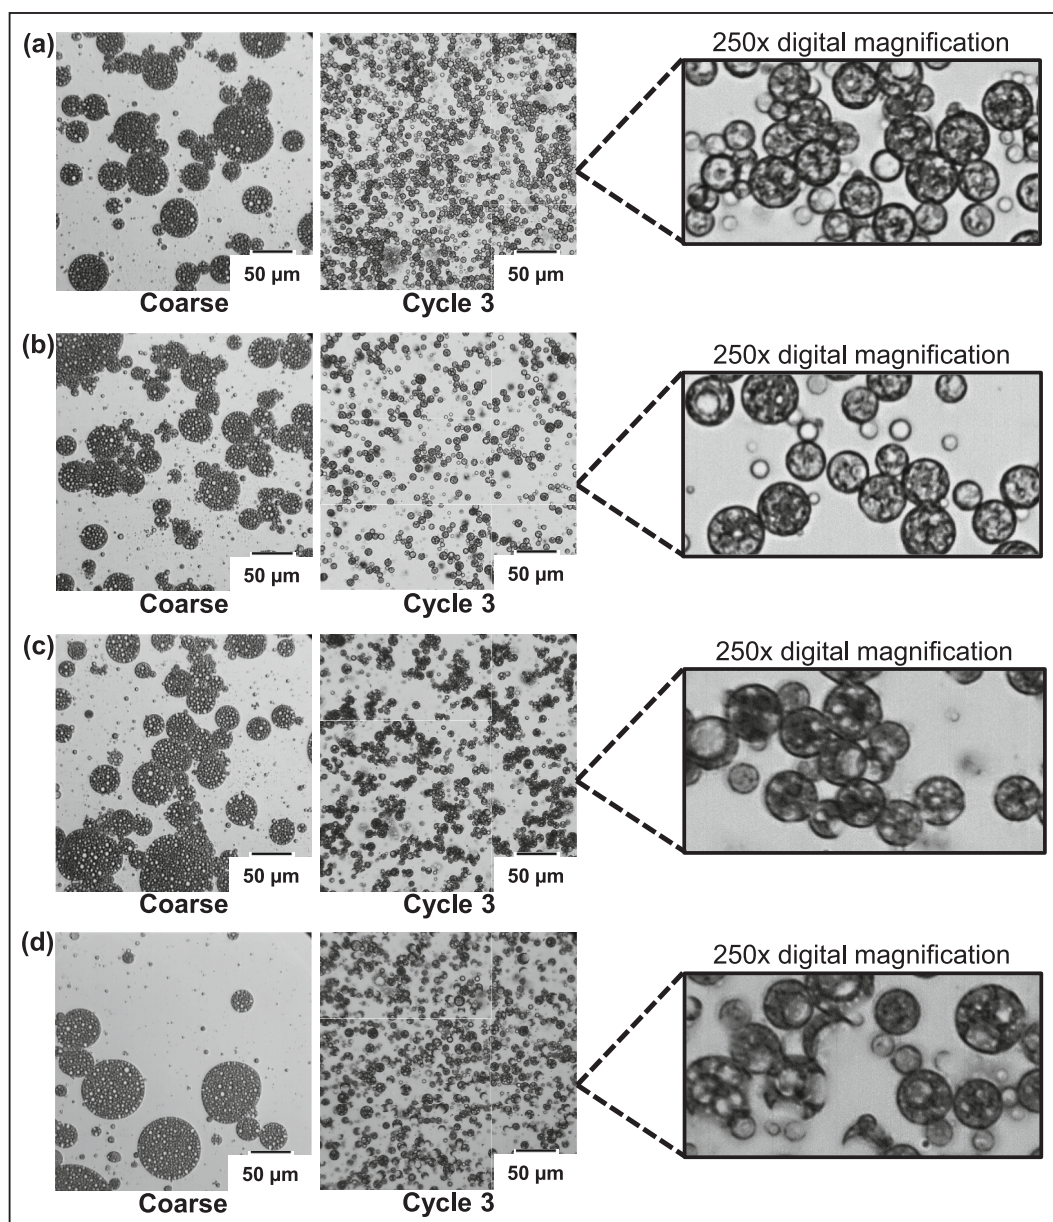 (a)
250x digital magnification
50 µm
50 µm
Coarse
Cycle 3
(b)
250x digital magnification
50 µm
50 µm
Coarse
Cycle 3
(c)
250x digital magnification
50 µm
50 µm
Coarse
Cycle 3
(d)
250x digital magnification
50 µm
50 µm
Coarse
Cycle 3